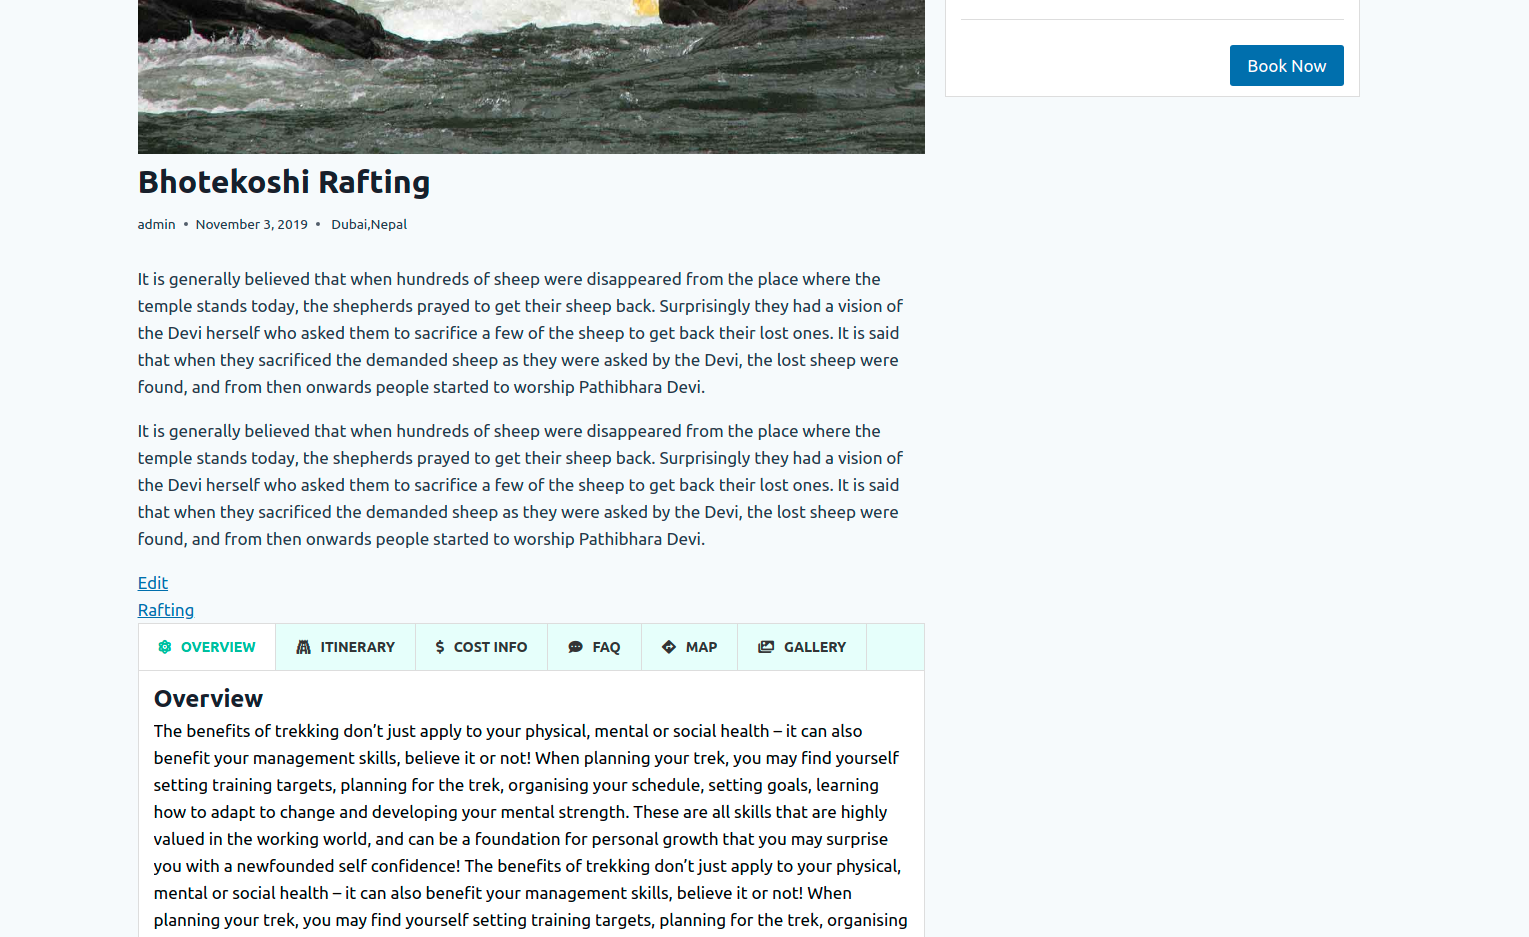 Book Now
Bhotekoshi Rafting
admin • November 3, 2019 • Dubai,Nepal
It is generally believed that when hundreds of sheep were disappeared from the place where the
temple stands today, the shepherds prayed to get their sheep back. Surprisingly they had a vision of
the Devi herself who asked them to sacrifice a few of the sheep to get back their lost ones. It is said
that when they sacrificed the demanded sheep as they were asked by the Devi, the lost sheep were
found, and from then onwards people started to worship Pathibhara Devi.
It is generally believed that when hundreds of sheep were disappeared from the place where the
temple stands today, the shepherds prayed to get their sheep back. Surprisingly they had a vision of
the Devi herself who asked them to sacrifice a few of the sheep to get back their lost ones. It is said
that when they sacrificed the demanded sheep as they were asked by the Devi, the lost sheep were
found, and from then onwards people started to worship Pathibhara Devi.
Edit
Rafting
OVERVIEW ITINERARY COST INFO FAQ MAP GALLERY
Overview
The benefits of trekking don’t just apply to your physical, mental or social health – it can also
benefit your management skills, believe it or not! When planning your trek, you may find yourself
setting training targets, planning for the trek, organising your schedule, setting goals, learning
how to adapt to change and developing your mental strength. These are all skills that are highly
valued in the working world, and can be a foundation for personal growth that you may surprise
you with a newfounded self confidence! The benefits of trekking don’t just apply to your physical,
mental or social health – it can also benefit your management skills, believe it or not! When
planning your trek, you may find yourself setting training targets, planning for the trek, organising